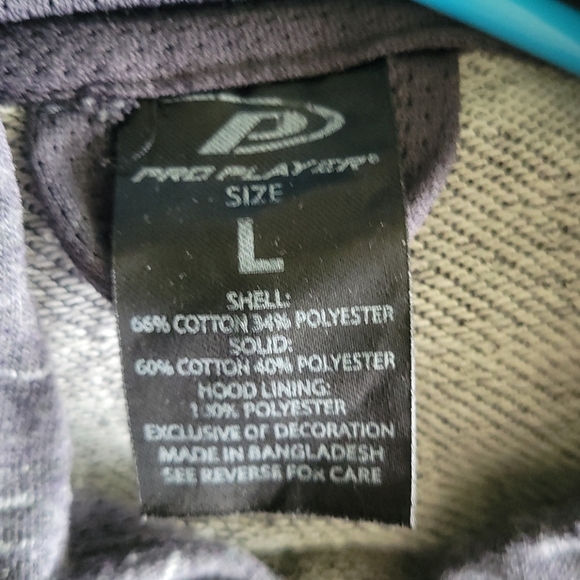 PRO PLAYER®
SIZE
L
SHELL:
66% COTTON 34% POLYESTER
SOLID:
60% COTTON 40% POLYESTER
HOOD LINING:
100% POLYESTER
EXCLUSIVE OF DECORATION
MADE IN BANGLADESH
SEE REVERSE FOR CARE